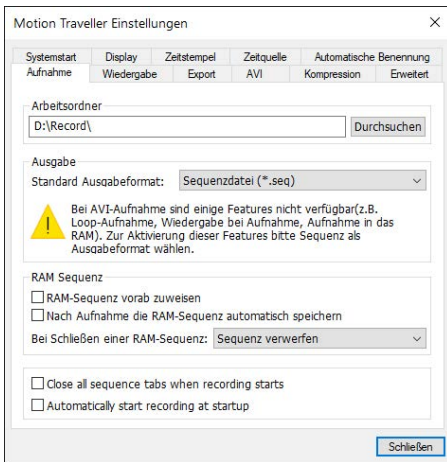 Motion Traveller Einstellungen
Systemstart Display Zeitstempel Zeitquelle Automatische Benennung
Aufnahme Wiedergabe Export AVI Kompression Erweitert
Arbeitsordner
D:\Record\ Durchsuchen
Ausgabe
Standard Ausgabeformat: Sequenzdatei (*.seq)
Bei AVI-Aufnahme sind einige Features nicht verfügbar(z.B.
Loop-Aufnahme, Wiedergabe bei Aufnahme, Aufnahme in das
RAM). Zur Aktivierung dieser Features bitte Sequenz als
Ausgabeformat wählen.
RAM Sequenz
RAM-Sequenz vorab zuweisen
Nach Aufnahme die RAM-Sequenz automatisch speichern
Bei Schließen einer RAM-Sequenz: Sequenz verwerfen
Close all sequence tabs when recording starts
Automatically start recording at startup
Schließen